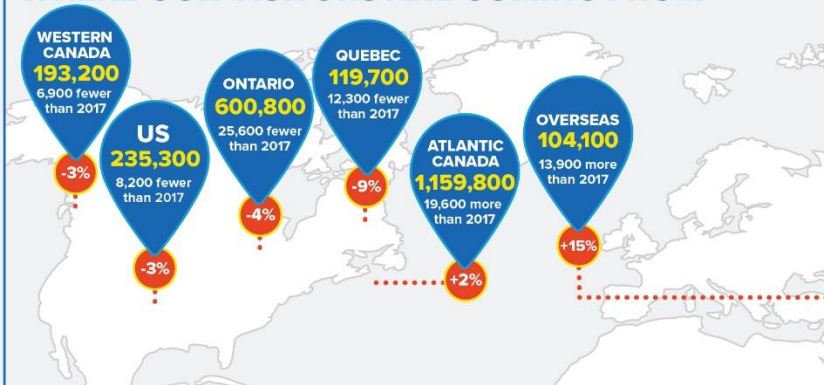 WESTERN
CANADA
193,200
6,900 fewer
than 2017
-3%
US
235,300
8,200 fewer
than 2017
-3%
ONTARIO
600,800
25,600 fewer
than 2017
-4%
QUEBEC
119,700
12,300 fewer
than 2017
-9%
ATLANTIC
CANADA
1,159,800
19,600 more
than 2017
+2%
OVERSEAS
104,100
13,900 more
than 2017
+15%